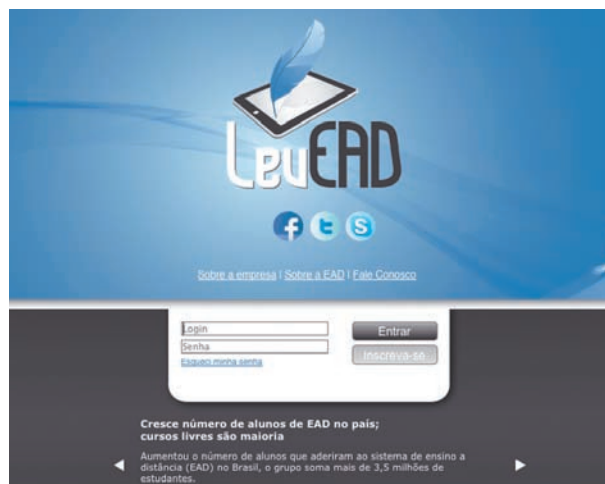 LeuEAD
Sobre a empresa | Sobre a EAD | Fale Conosco
Login
Entrar
Senha
Inscreva-se
Esqueci minha senha
Cresce número de alunos de EAD no país;
cursos livres são maioria
Aumentou o número de alunos que aderiram ao sistema de ensino a
distância (EAD) no Brasil, o grupo soma mais de 3,5 milhões de
estudantes.